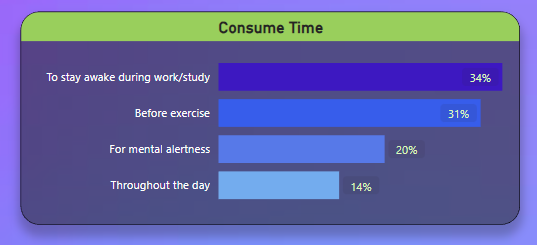 Consume Time
To stay awake during work/study 34%
Before exercise 31%
For mental alertness 20%
Throughout the day 14%